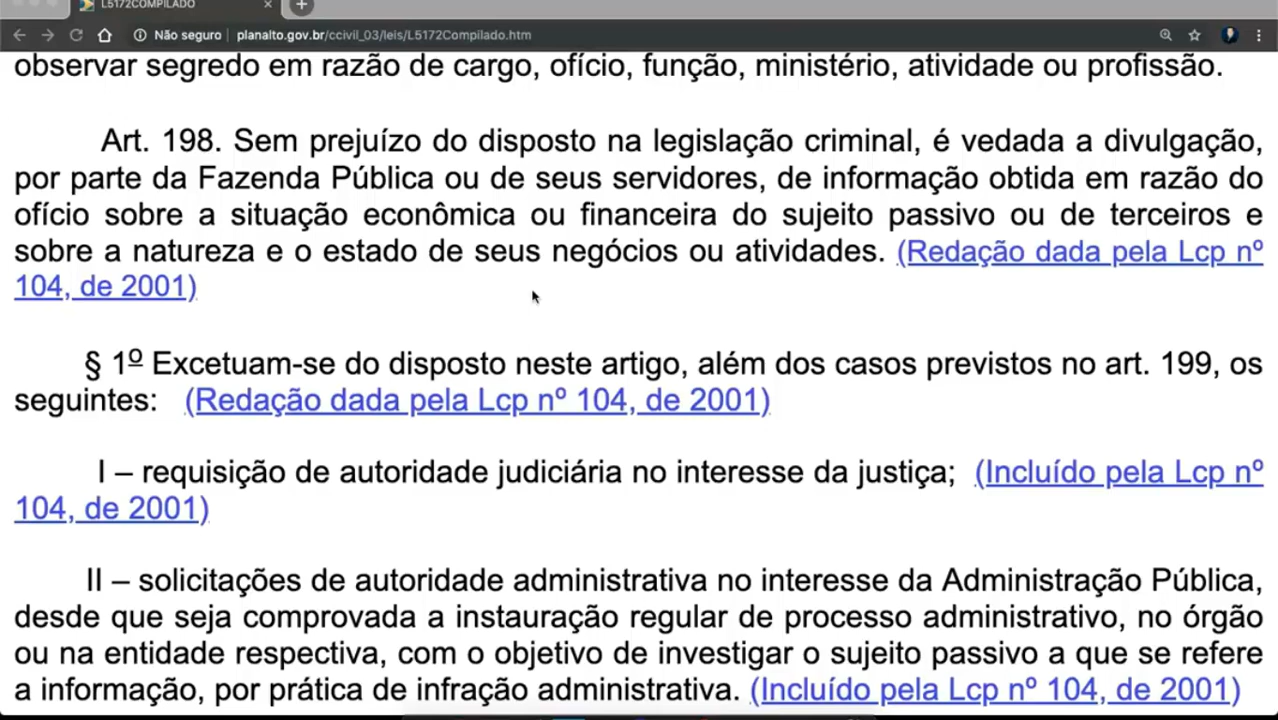 L5172COMPILADO
Não seguro planalto.gov.br/ccivil_03/leis/L5172Compilado.htm
observar segredo em razão de cargo, ofício, função, ministério, atividade ou profissão.
Art. 198. Sem prejuízo do disposto na legislação criminal, é vedada a divulgação,
por parte da Fazenda Pública ou de seus servidores, de informação obtida em razão do
ofício sobre a situação econômica ou financeira do sujeito passivo ou de terceiros e
sobre a natureza e o estado de seus negócios ou atividades. (Redação dada pela Lcp nº
104, de 2001)
§ 1º Excetuam-se do disposto neste artigo, além dos casos previstos no art. 199, os
seguintes: (Redação dada pela Lcp nº 104, de 2001)
I – requisição de autoridade judiciária no interesse da justiça; (Incluído pela Lcp nº
104, de 2001)
II – solicitações de autoridade administrativa no interesse da Administração Pública,
desde que seja comprovada a instauração regular de processo administrativo, no órgão
ou na entidade respectiva, com o objetivo de investigar o sujeito passivo a que se refere
a informação, por prática de infração administrativa. (Incluído pela Lcp nº 104, de 2001)